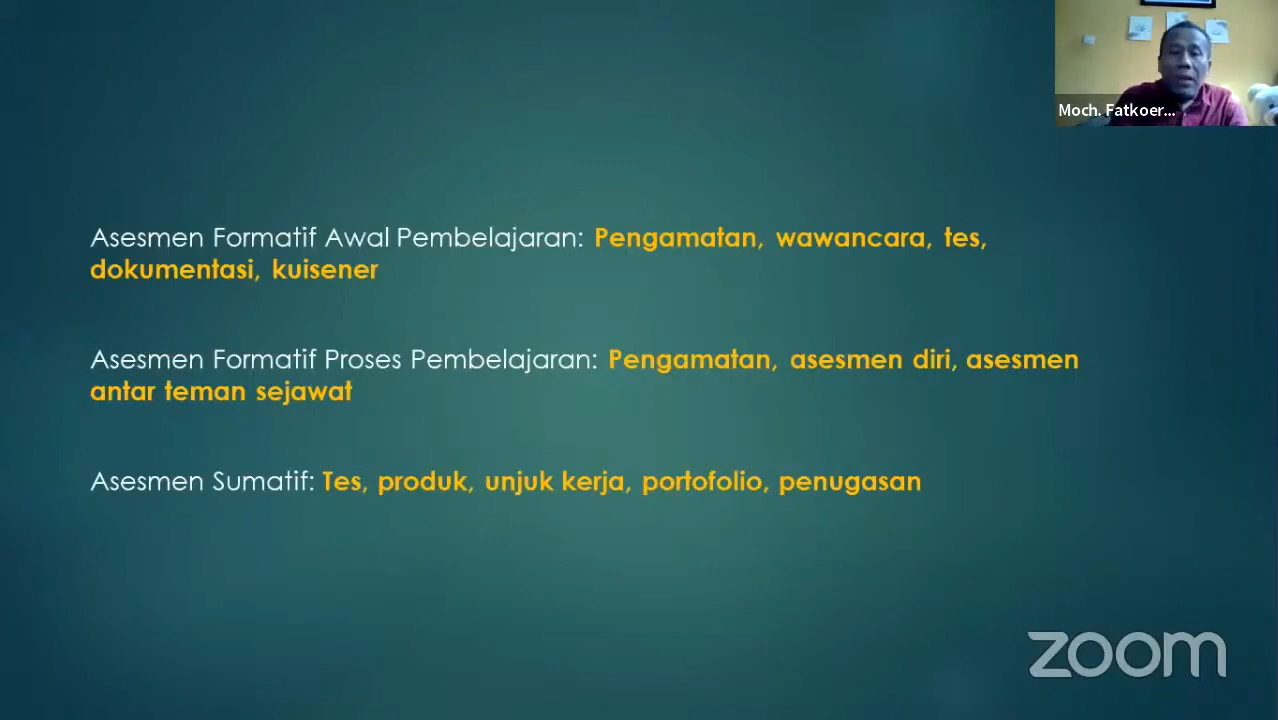 Moch. Fatkoer...
Asesmen Formatif Awal Pembelajaran: Pengamatan, wawancara, tes,
dokumentasi, kuisener
Asesmen Formatif Proses Pembelajaran: Pengamatan, asesmen diri, asesmen
antar teman sejawat
Asesmen Sumatif: Tes, produk, unjuk kerja, portofolio, penugasan
zoom